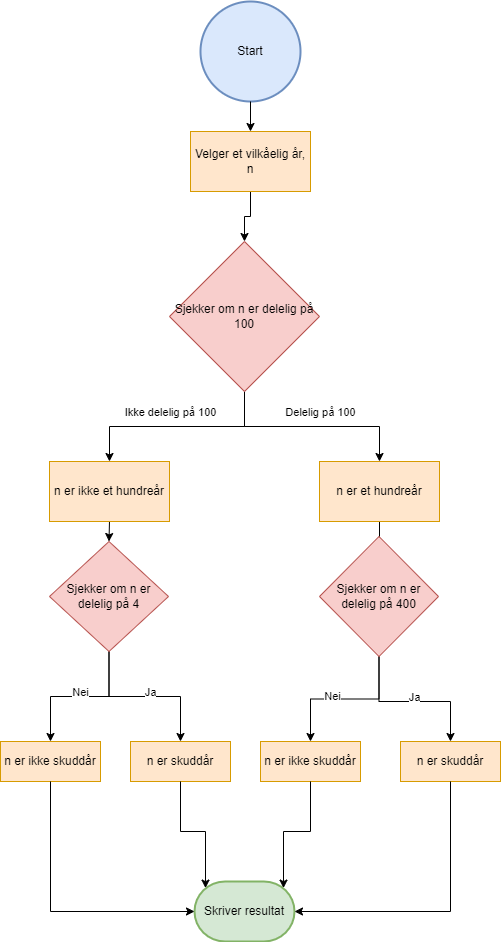 Start
Velger et vilkåelig år,
n
Sjekker om n er delelig på
100
Ikke delelig på 100
Delelig på 100
n er ikke et hundreår
n er et hundreår
Sjekker om n er
delelig på 4
Sjekker om n er
delelig på 400
Nei
Ja
Nei
Ja
n er ikke skuddår
n er skuddår
n er ikke skuddår
n er skuddår
Skriver resultat